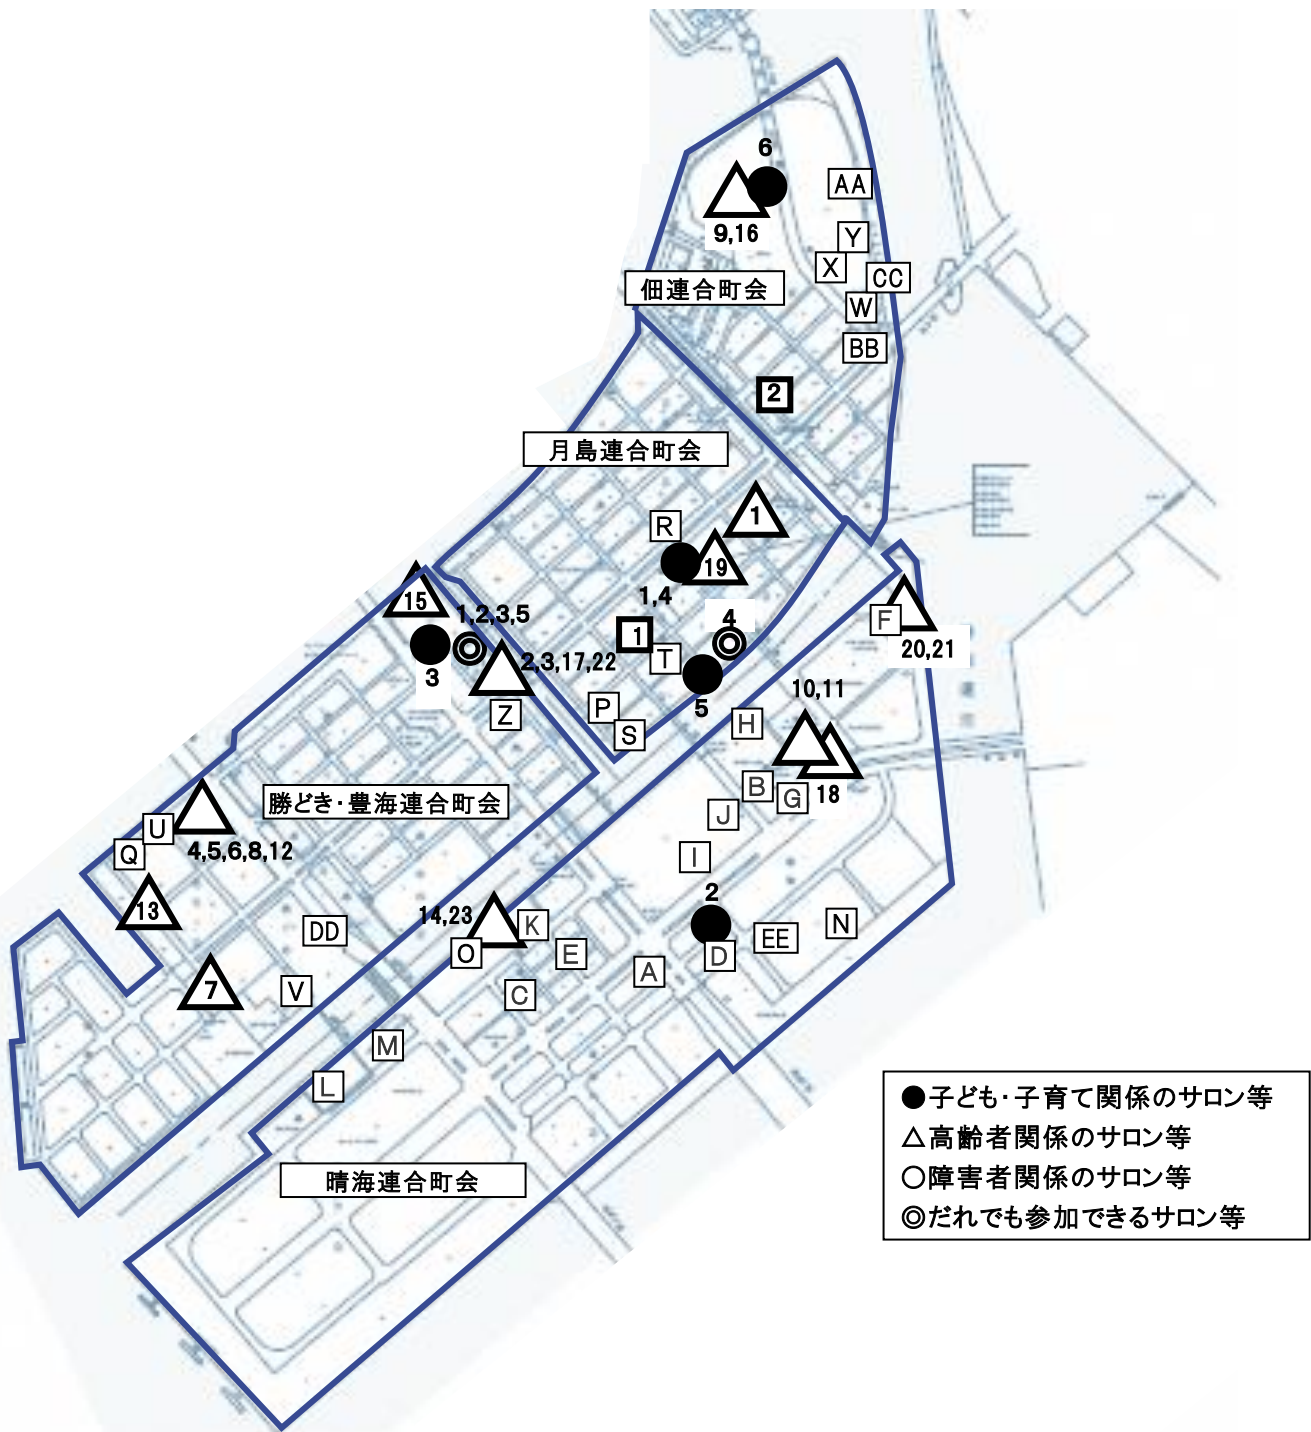 6
AA
9,16
Y
X
CC
佃連合町会
W
BB
2
月島連合町会
1
R
19
15
1,4
1,2,3,5
4
F
1
3
2,3,17,22
T
20,21
5
10,11
P
Z
S
H
B
G
18
勝どき・豊海連合町会
J
U
Q
4,5,6,8,12
I
13
2
14,23
K
DD
O
E
D
EE
N
A
7
V
C
M
L
●子ども・子育て関係のサロン等
△高齢者関係のサロン等
○障害者関係のサロン等
◎だれでも参加できるサロン等
晴海連合町会